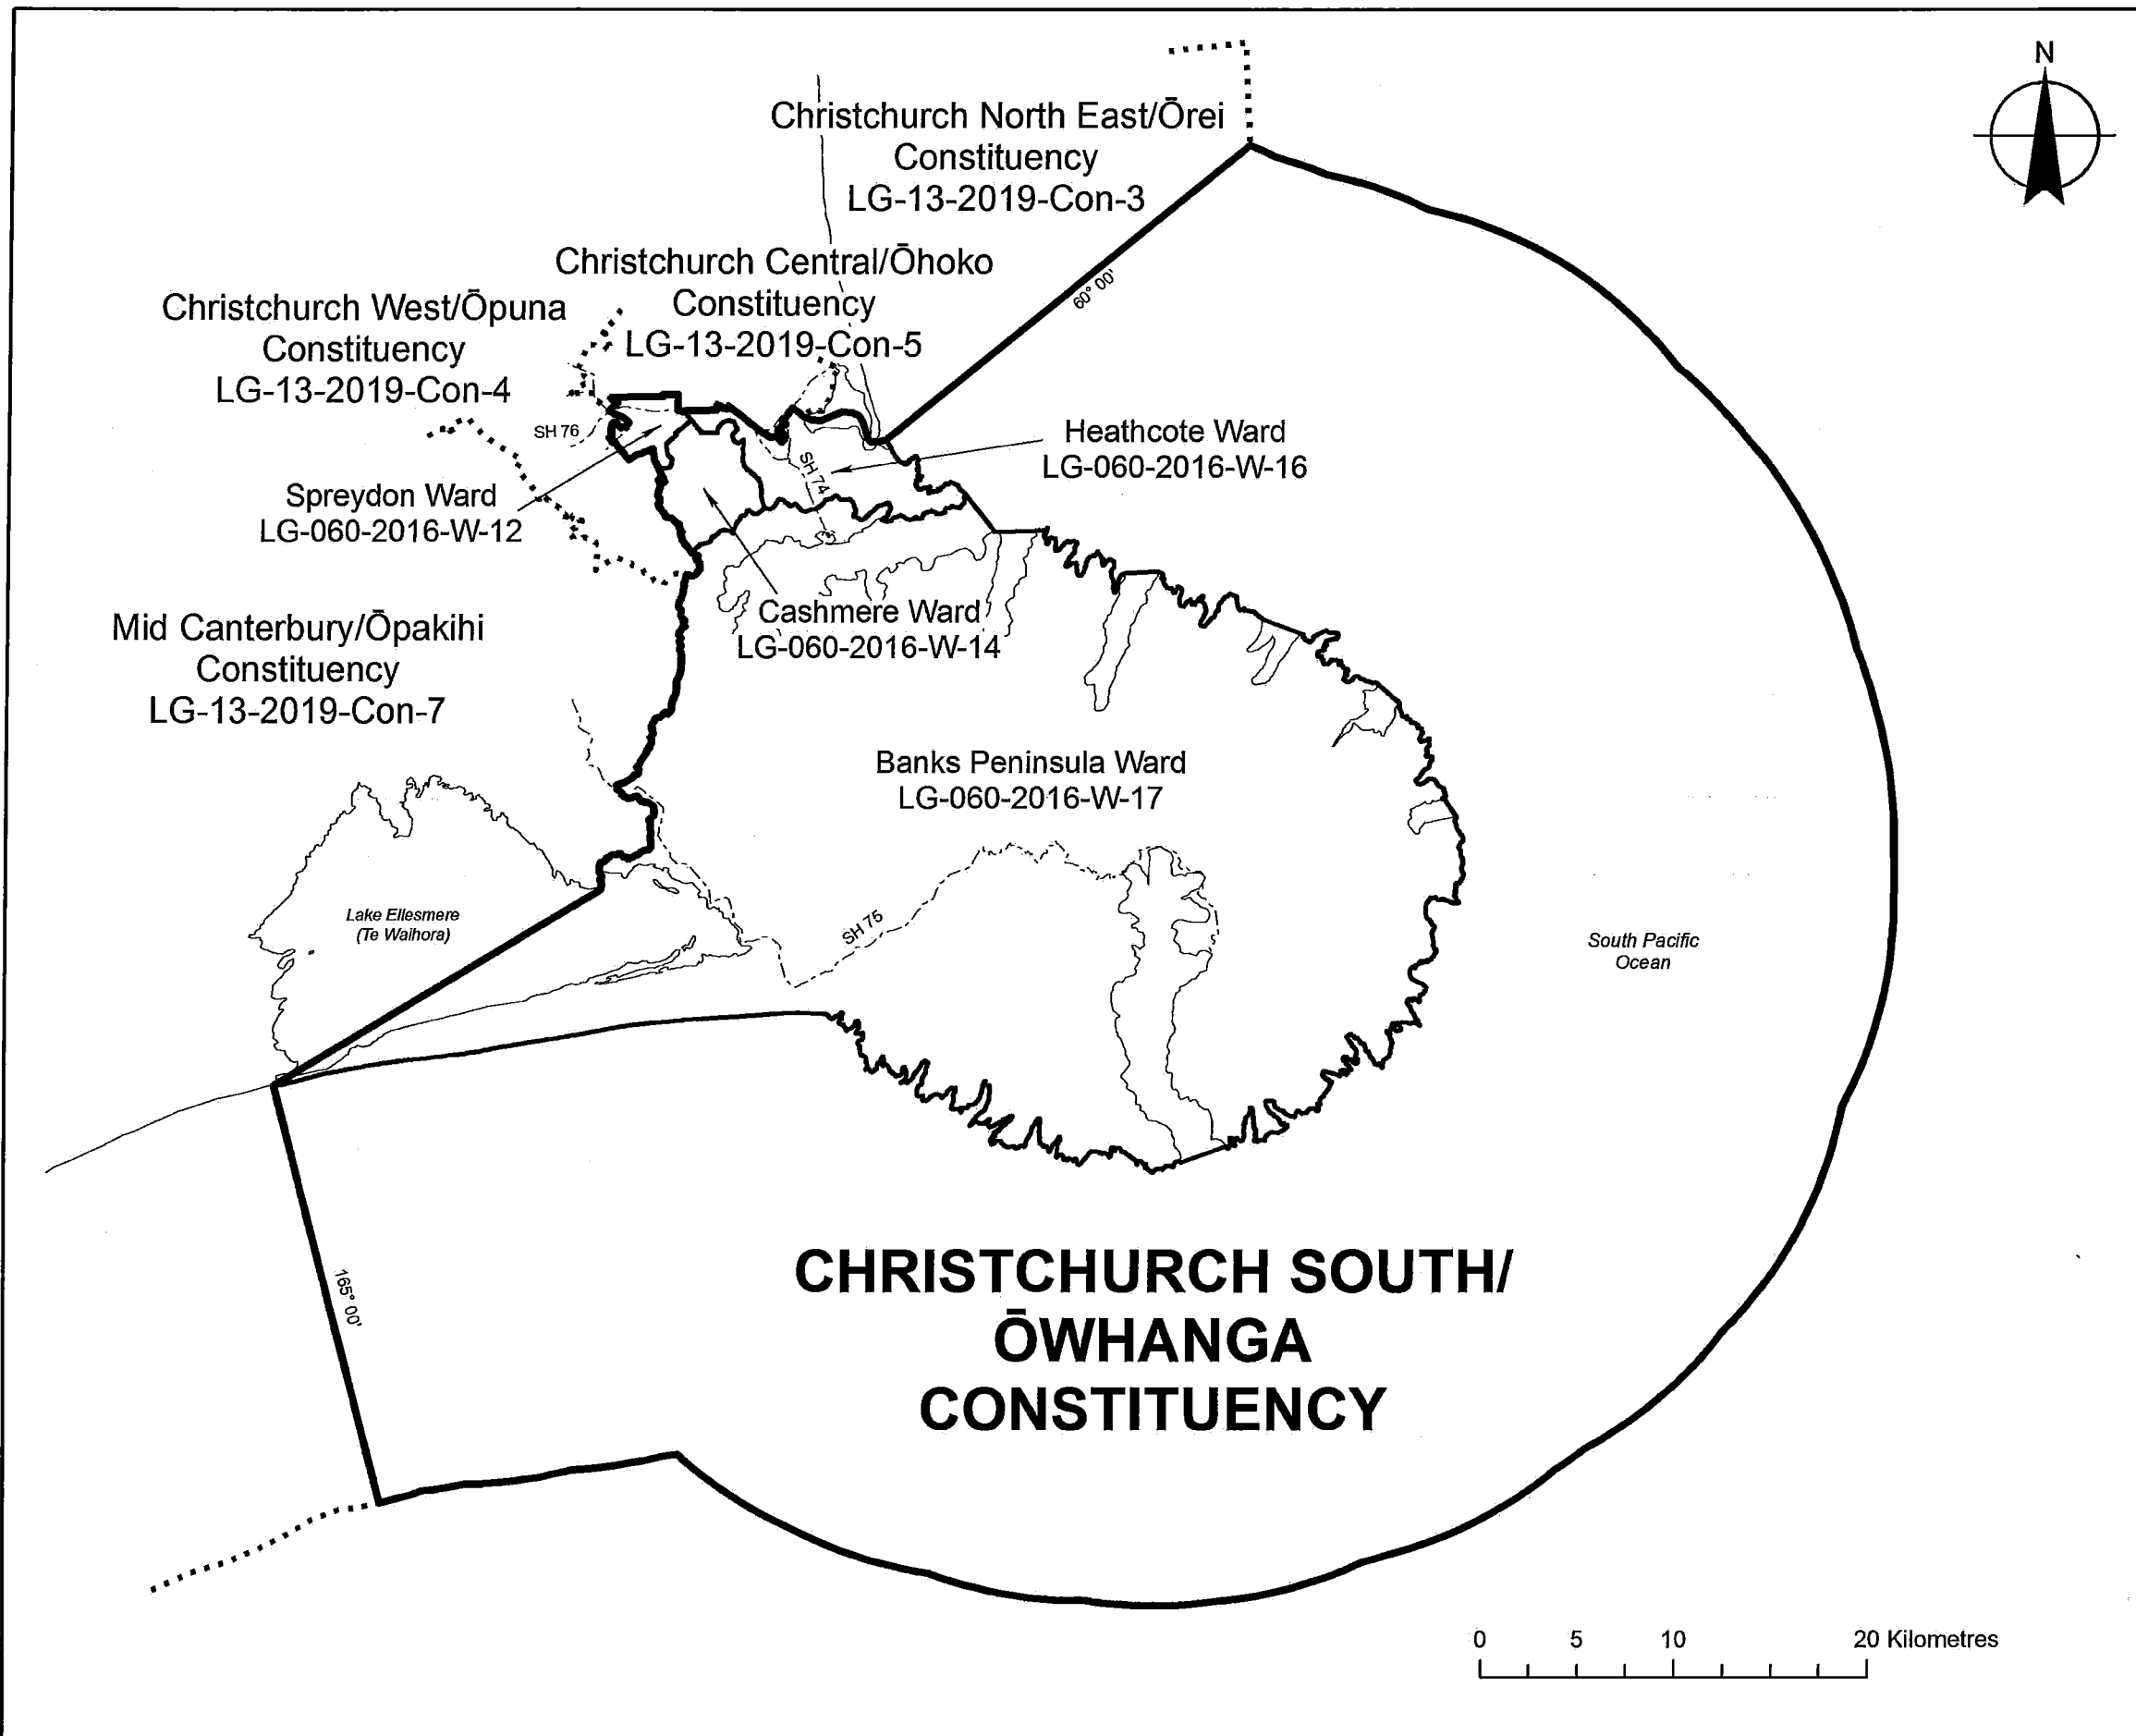 N
Christchurch North East/Ōrei
Constituency
LG-13-2019-Con-3
Christchurch Central/Ōhoko
Constituency
LG-13-2019-Con-5
Christchurch West/Ōpuna
Constituency
LG-13-2019-Con-4
60° 00'
SH 76
Heathcote Ward
LG-060-2016-W-16
SH 74
Spreydon Ward
LG-060-2016-W-12
Cashmere Ward
LG-060-2016-W-14
Mid Canterbury/Ōpakihi
Constituency
LG-13-2019-Con-7
Banks Peninsula Ward
LG-060-2016-W-17
Lake Ellesmere
(Te Waihora)
SH 75
South Pacific
Ocean
165° 00'
CHRISTCHURCH SOUTH/
ŌWHANGA
CONSTITUENCY
0 5 10 20 Kilometres